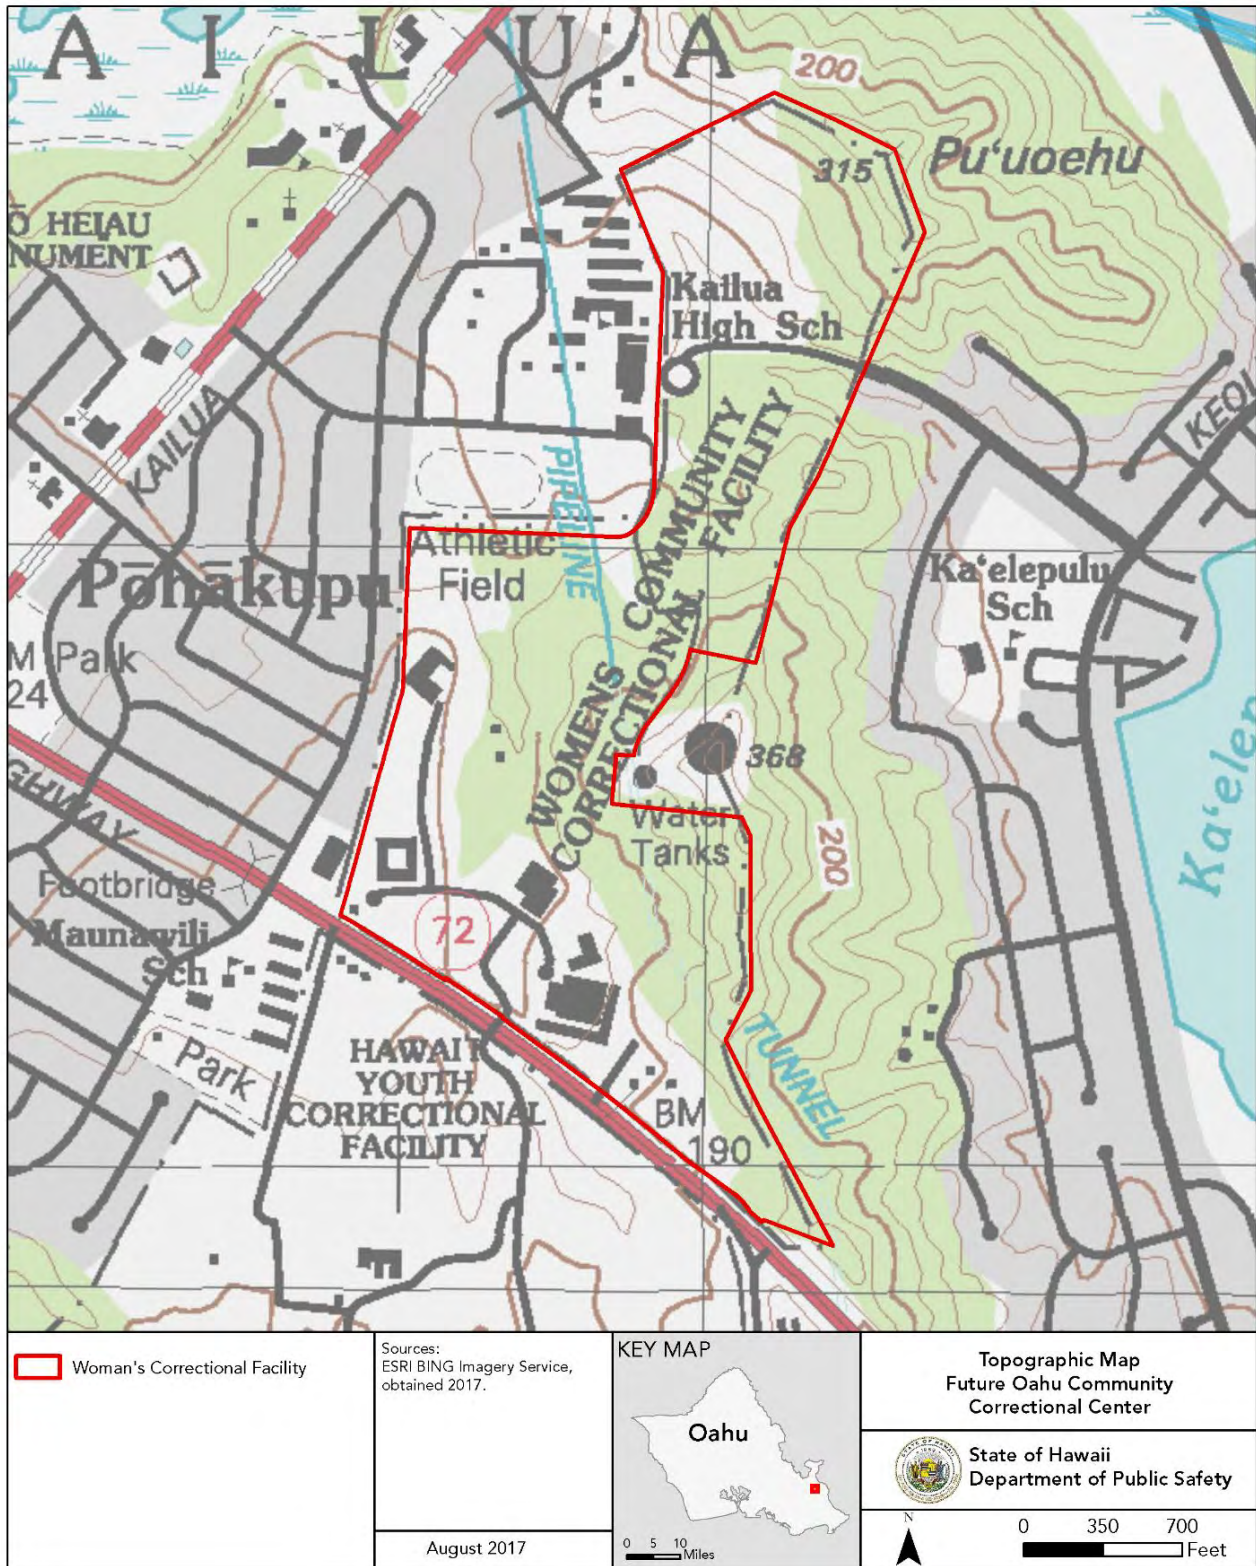 A I L U A
200
Pu'uoehu
315
Ō HEIAU
NUMENT
Kailua
High Sch
KAILUA
KEOL
PIPELINE
COMMUNITY
FACILITY
Athletic
Field
Pōhākupu
Ka'elepulu
Sch
M Park
24
WOMENS
CORRECTIONAL
368
Water
Tanks
200
Ka'elep
GHWAY
Footbridge
Maunawili
Sch
72
Park
HAWAII
YOUTH
CORRECTIONAL
FACILITY
TUNNEL
BM
190
Woman's Correctional Facility
Sources:
ESRI BING Imagery Service,
obtained 2017.
August 2017
KEY MAP
Oahu
0 5 10
Miles
Topographic Map
Future Oahu Community
Correctional Center
State of Hawaii
Department of Public Safety
N
0 350 700
Feet